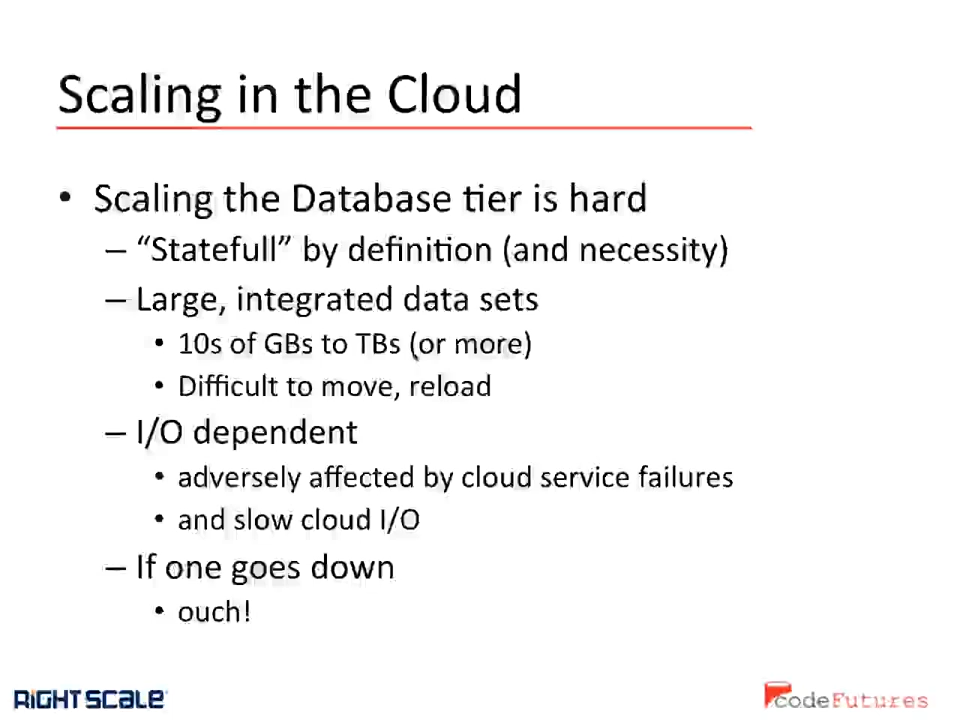 Scaling in the Cloud
• Scaling the Database tier is hard
– “Statefull” by definition (and necessity)
– Large, integrated data sets
• 10s of GBs to TBs (or more)
• Difficult to move, reload
– I/O dependent
• adversely affected by cloud service failures
• and slow cloud I/O
– If one goes down
• ouch!
RIGHTSCALE
codeFutures